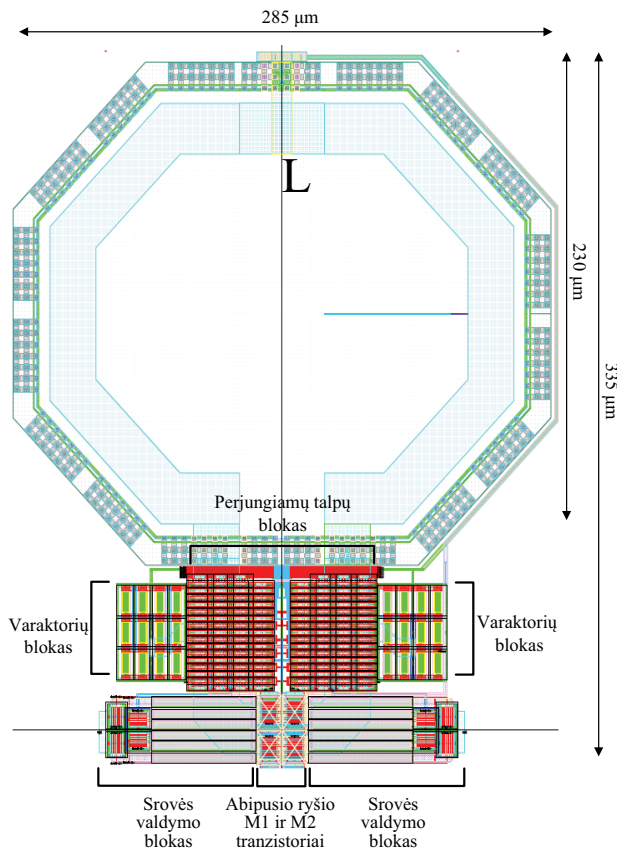 285 µm
L
230 µm
335 µm
Perjungiamų talpų
blokas
Varaktorių
blokas
Varaktorių
blokas
Srovės
valdymo
blokas
Abipusio ryšio
M1 ir M2
tranzistoriai
Srovės
valdymo
blokas